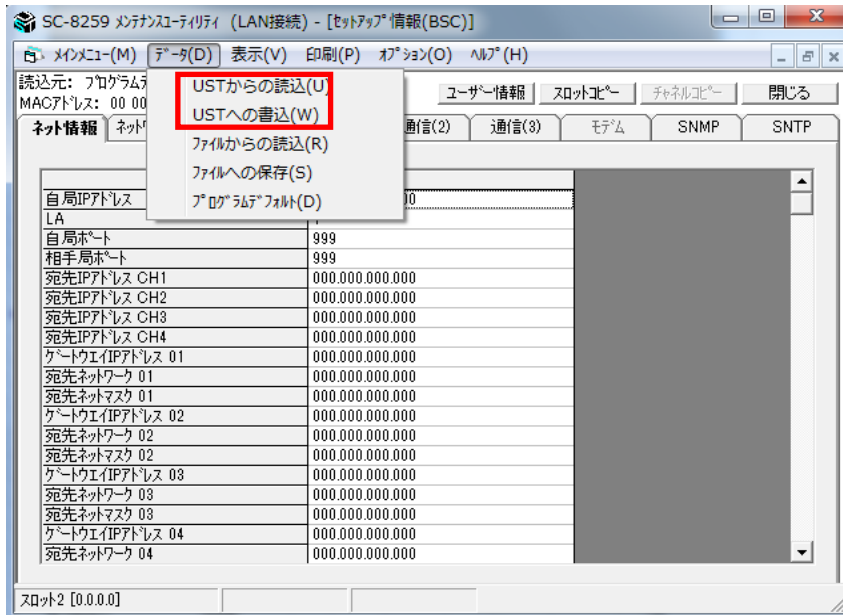 SC-8259 ﾒﾝﾃﾅﾝｽﾕｰﾃｨﾘﾃｨ (LAN接続) - [ｾｯﾄｱｯﾌﾟ情報(BSC)]
ﾒｲﾝﾒﾆｭｰ(M) ﾃﾞｰﾀ(D) 表示(V) 印刷(P) ｵﾌﾟｼｮﾝ(O) ﾍﾙﾌﾟ(H)
読込元: ﾌﾟﾛｸﾞﾗﾑﾃ
ﾕｰｻﾞｰ情報 ｽﾛｯﾄｺﾋﾟｰ ﾁｬﾈﾙｺﾋﾟｰ 閉じる
MACｱﾄﾞﾚｽ: 00 00
ﾈｯﾄ情報 ﾈｯﾄﾜ 通信(2) 通信(3) ﾓﾃﾞﾑ SNMP SNTP
USTからの読込(U)
USTへの書込(W)
ﾌｧｲﾙからの読込(R)
ﾌｧｲﾙへの保存(S)
ﾌﾟﾛｸﾞﾗﾑﾃﾞﾌｫﾙﾄ(D)
自局IPｱﾄﾞﾚｽ
LA
自局ﾎﾟｰﾄ 999
相手局ﾎﾟｰﾄ 999
宛先IPｱﾄﾞﾚｽ CH1 000.000.000.000
宛先IPｱﾄﾞﾚｽ CH2 000.000.000.000
宛先IPｱﾄﾞﾚｽ CH3 000.000.000.000
宛先IPｱﾄﾞﾚｽ CH4 000.000.000.000
ｹﾞｰﾄｳｴｲIPｱﾄﾞﾚｽ 01 000.000.000.000
宛先ﾈｯﾄﾜｰｸ 01 000.000.000.000
宛先ﾈｯﾄﾏｽｸ 01 000.000.000.000
ｹﾞｰﾄｳｴｲIPｱﾄﾞﾚｽ 02 000.000.000.000
宛先ﾈｯﾄﾜｰｸ 02 000.000.000.000
宛先ﾈｯﾄﾏｽｸ 02 000.000.000.000
ｹﾞｰﾄｳｴｲIPｱﾄﾞﾚｽ 03 000.000.000.000
宛先ﾈｯﾄﾜｰｸ 03 000.000.000.000
宛先ﾈｯﾄﾏｽｸ 03 000.000.000.000
ｹﾞｰﾄｳｴｲIPｱﾄﾞﾚｽ 04 000.000.000.000
宛先ﾈｯﾄﾜｰｸ 04 000.000.000.000
ｽﾛｯﾄ2 [0.0.0.0]